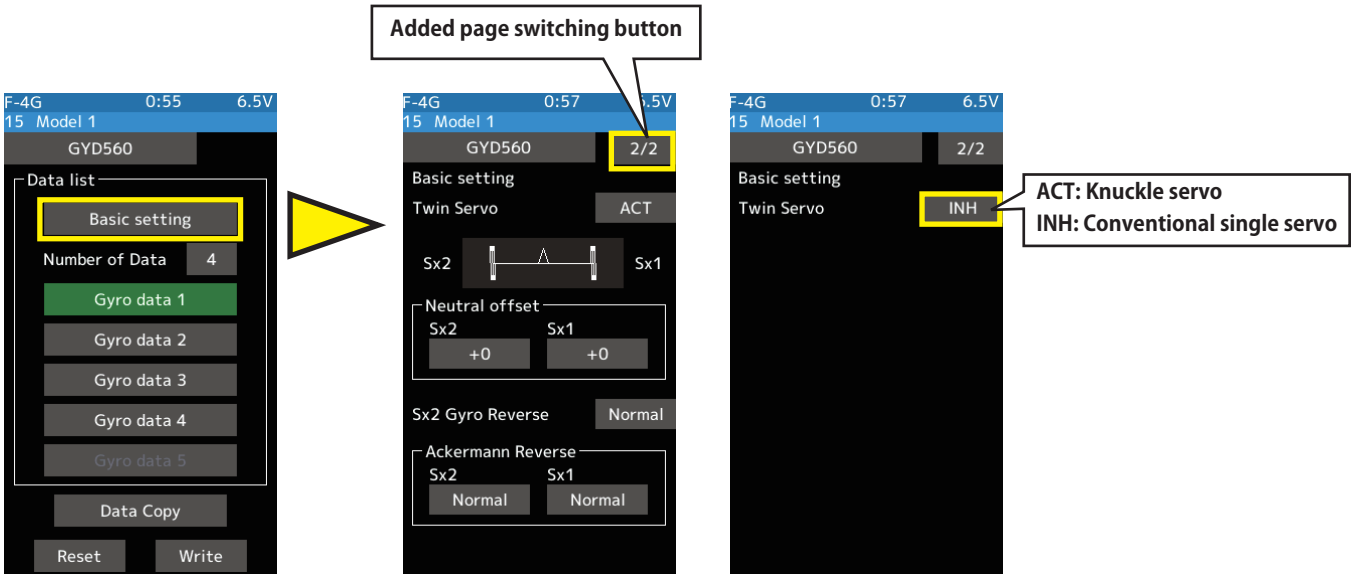 Added page switching button
F-4G 0:55 6.5V
15 Model 1
GYD560
Data list
Basic setting
Number of Data 4
Gyro data 1
Gyro data 2
Gyro data 3
Gyro data 4
Gyro data 5
Data Copy
Reset Write
F-4G 0:57 .5V
15 Model 1
GYD560 2/2
Basic setting
Twin Servo ACT
Sx2 Sx1
Neutral offset
Sx2 Sx1
+0 +0
Sx2 Gyro Reverse Normal
Ackermann Reverse
Sx2 Sx1
Normal Normal
F-4G 0:57 6.5V
15 Model 1
GYD560 2/2
Basic setting
Twin Servo INH
ACT: Knuckle servo
INH: Conventional single servo